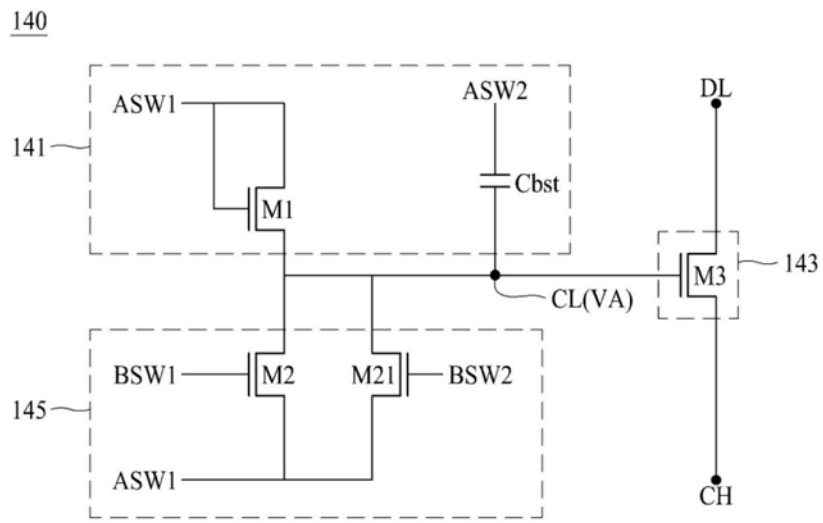 140
ASW1
ASW2
DL
141
Cbst
M1
M3
143
CL(VA)
BSW1
M2
M21
BSW2
145
ASW1
CH